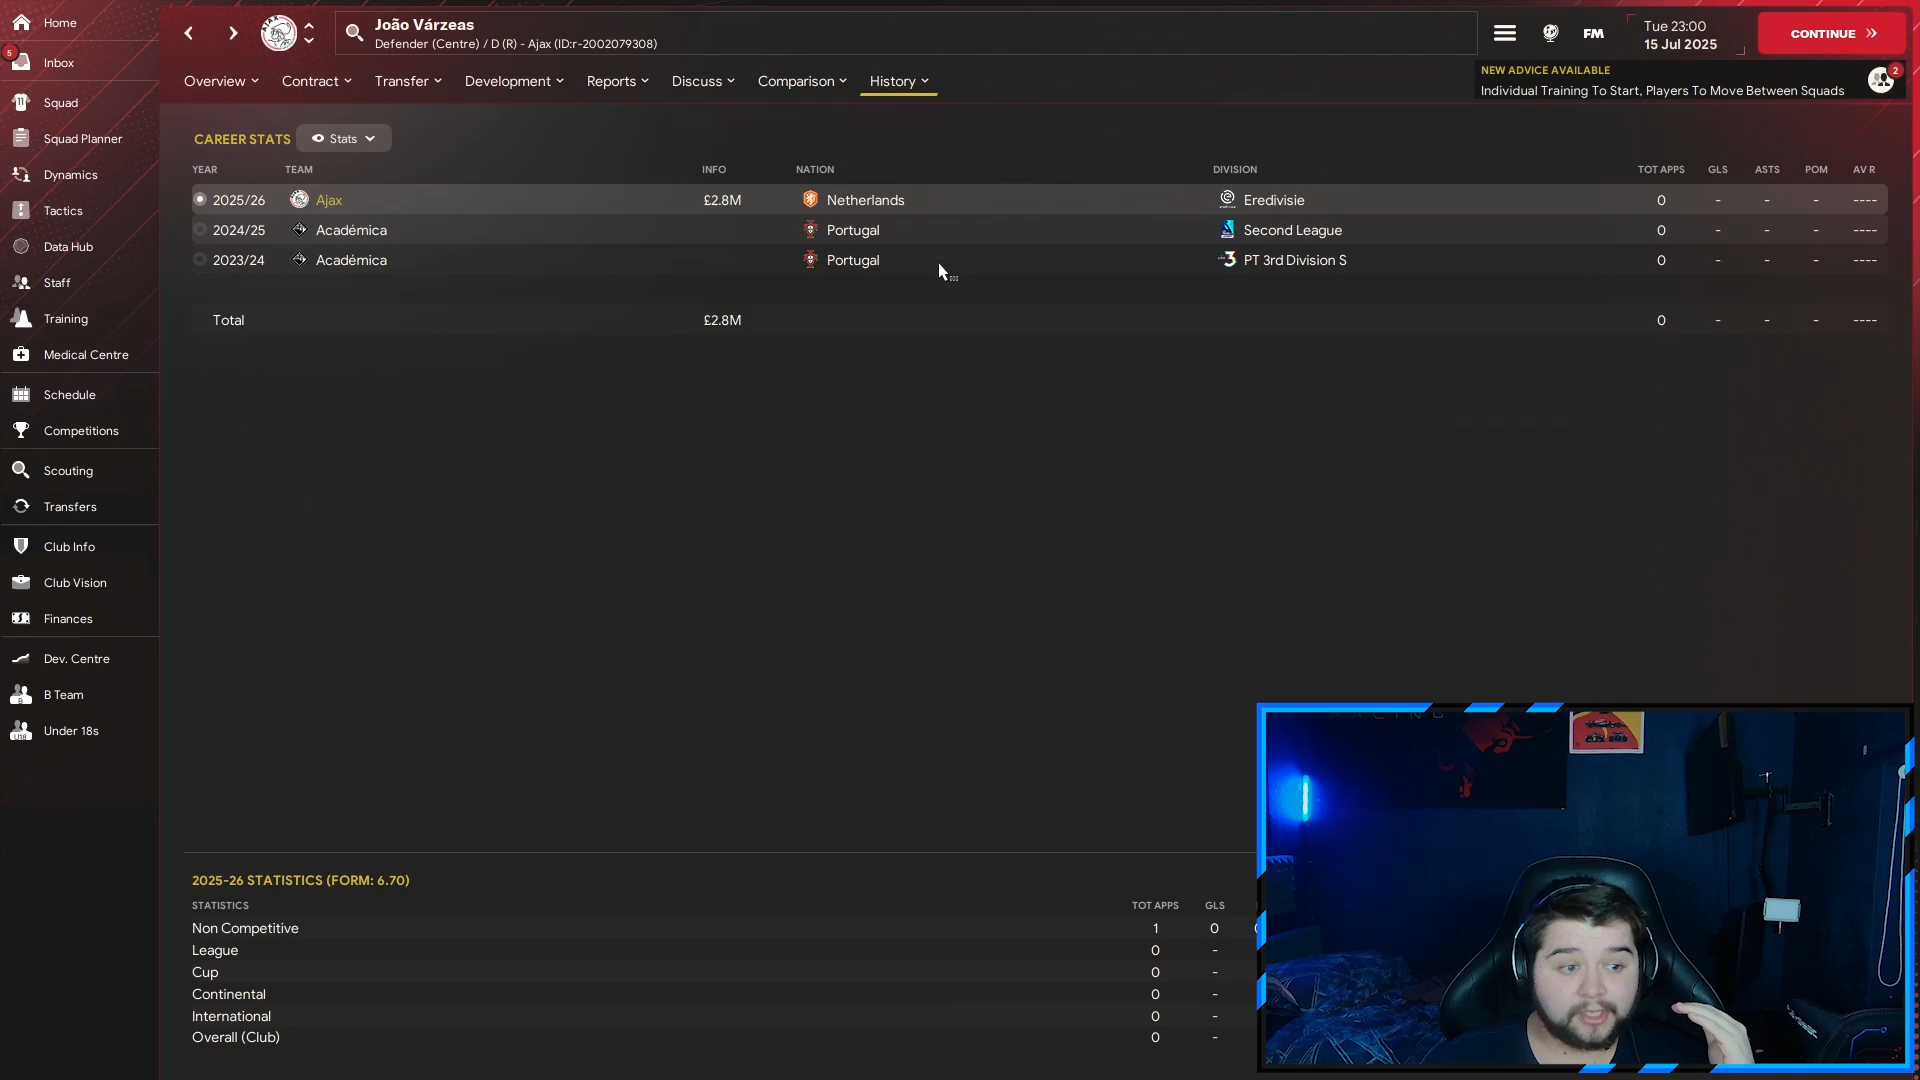 Home
5
Inbox
Squad
Squad Planner
Dynamics
Tactics
Data Hub
Staff
Training
Medical Centre
Schedule
Competitions
Scouting
Transfers
Club Info
Club Vision
Finances
Dev. Centre
B Team
Under 18s
João Várzeas
Defender (Centre) / D (R) - Ajax (ID:r-2002079308)
FM
Tue 23:00
15 Jul 2025
CONTINUE
Overview Contract Transfer Development Reports Discuss Comparison History
NEW ADVICE AVAILABLE
Individual Training To Start, Players To Move Between Squads
2
CAREER STATS Stats
YEAR TEAM INFO NATION DIVISION TOT APPS GLS ASTS POM AV R
2025/26 Ajax £2.8M Netherlands Eredivisie 0 - - - ----
2024/25 Académica Portugal Second League 0 - - - ----
2023/24 Académica Portugal PT 3rd Division S 0 - - - ----
Total £2.8M 0 - - - ----
2025-26 STATISTICS (FORM: 6.70)
STATISTICS TOT APPS GLS
Non Competitive 1 0
League 0 -
Cup 0 -
Continental 0 -
International 0 -
Overall (Club) 0 -